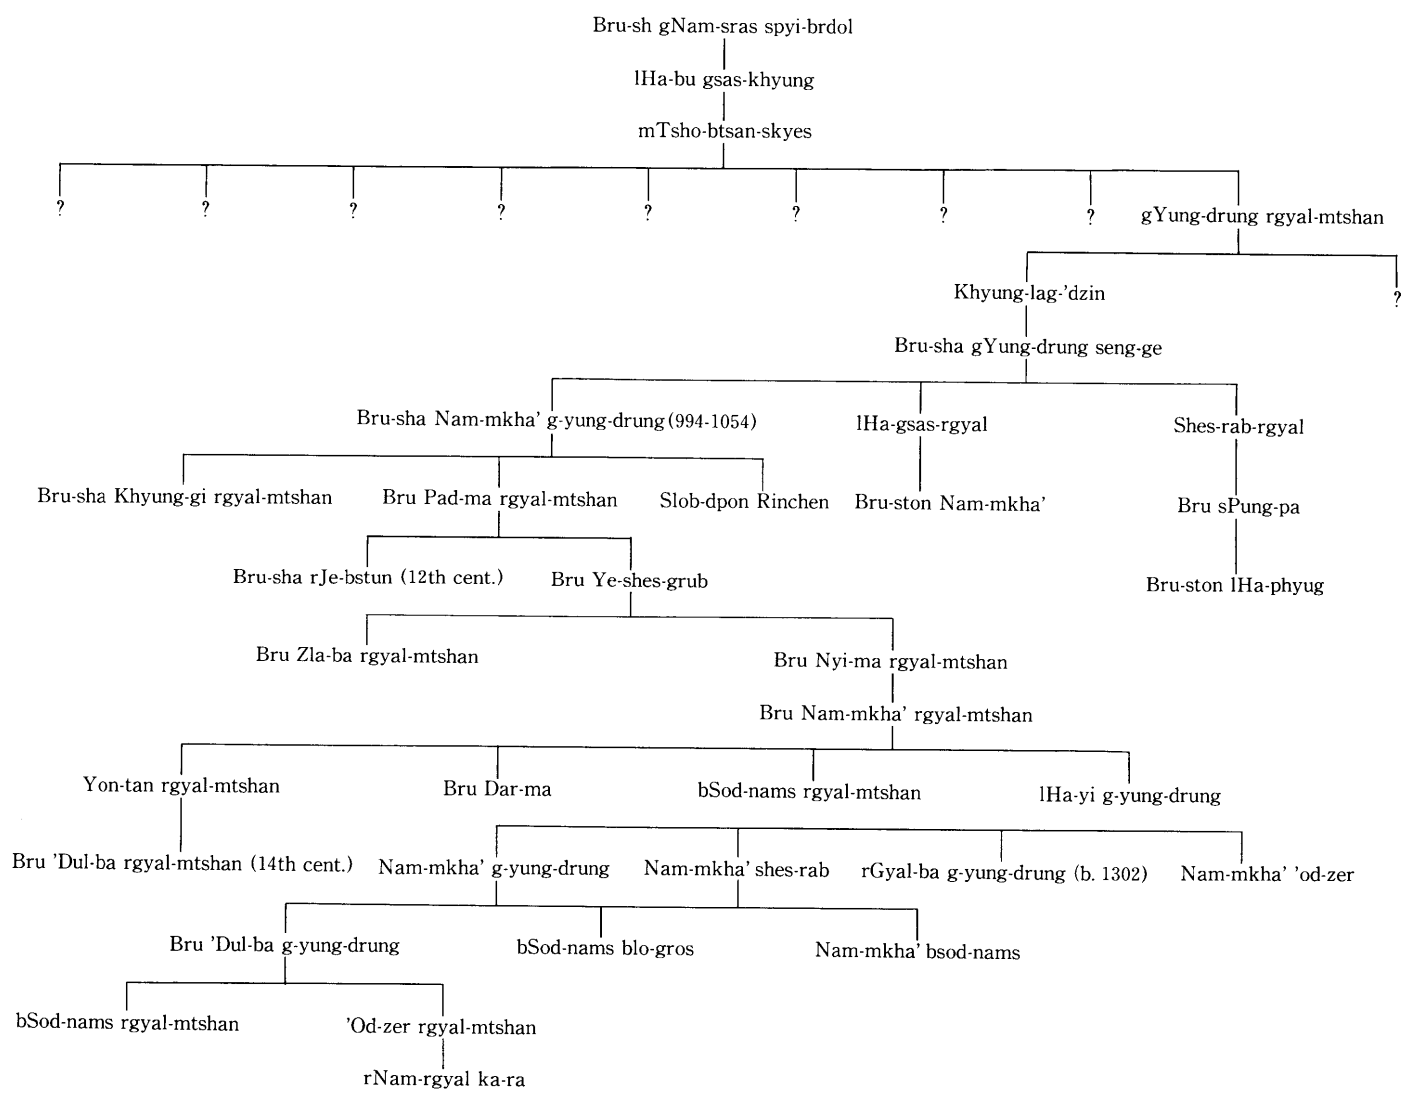 Bru-sh gNam-sras spyi-brdol
lHa-bu gsas-khyung
mTsho-btsan-skyes
? ? ? ? ? ? ? ? gYung-drung rgyal-mtshan
Khyung-lag-'dzin ?
Bru-sha gYung-drung seng-ge
Bru-sha Nam-mkha' g-yung-drung (994-1054) lHa-gsas-rgyal Shes-rab-rgyal
Bru-sha Khyung-gi rgyal-mtshan Bru Pad-ma rgyal-mtshan Slob-dpon Rinchen Bru-ston Nam-mkha' Bru sPung-pa
Bru-sha rJe-bstun (12th cent.) Bru Ye-shes-grub Bru-ston lHa-phyug
Bru Zla-ba rgyal-mtshan Bru Nyi-ma rgyal-mtshan
Bru Nam-mkha' rgyal-mtshan
Yon-tan rgyal-mtshan Bru Dar-ma bSod-nams rgyal-mtshan lHa-yi g-yung-drung
Bru 'Dul-ba rgyal-mtshan (14th cent.) Nam-mkha' g-yung-drung Nam-mkha' shes-rab rGyal-ba g-yung-drung (b. 1302) Nam-mkha' 'od-zer
Bru 'Dul-ba g-yung-drung bSod-nams blo-gros Nam-mkha' bsod-nams
bSod-nams rgyal-mtshan 'Od-zer rgyal-mtshan
rNam-rgyal ka-ra